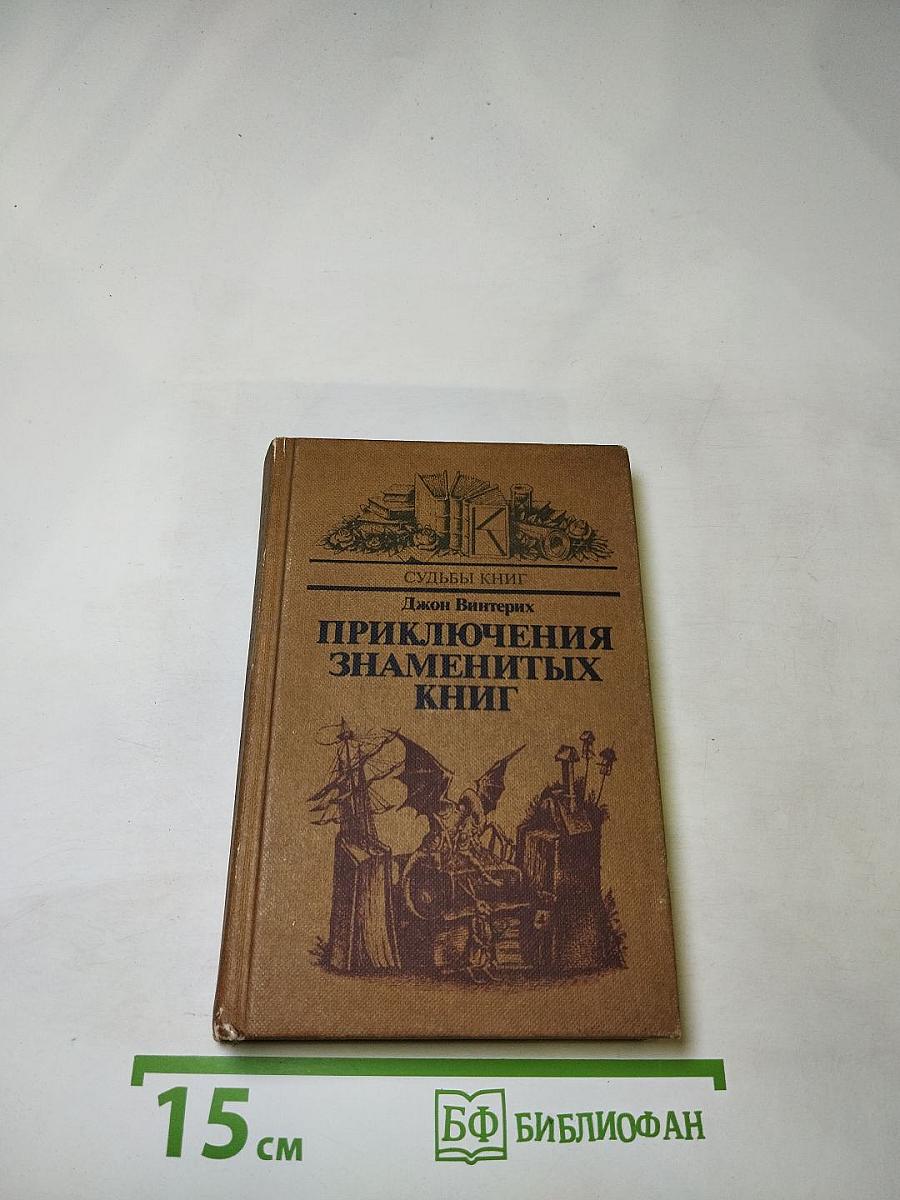 К
СУДЬБЫ КНИГ
Джон Винтерих
ПРИКЛЮЧЕНИЯ
ЗНАМЕНИТЫХ
КНИГ
15 см
БФ БИБЛИОФАН